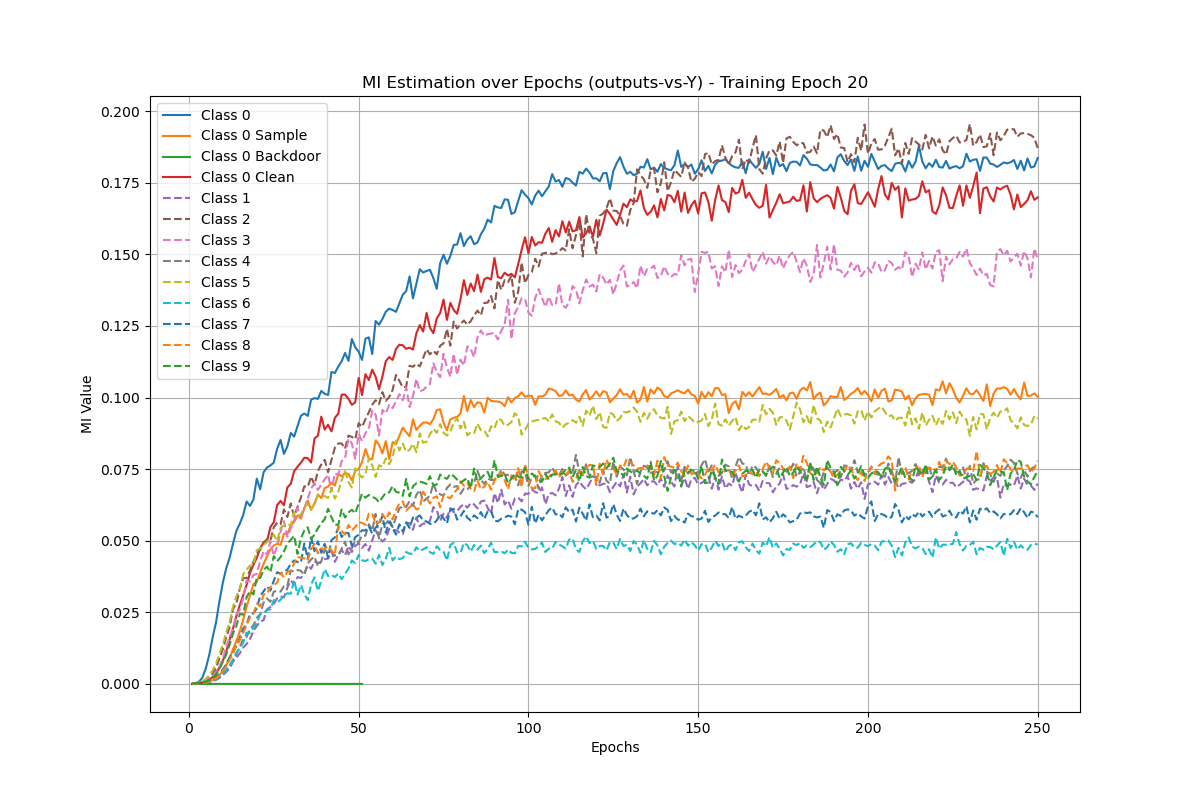 MI Estimation over Epochs (outputs-vs-Y) - Training Epoch 20
0.200
0.175
0.150
0.125
0.100
0.075
0.050
0.025
0.000
MI Value
Class 0
Class 0 Sample
Class 0 Backdoor
Class 0 Clean
Class 1
Class 2
Class 3
Class 4
Class 5
Class 6
Class 7
Class 8
Class 9
0 50 100 150 200 250
Epochs